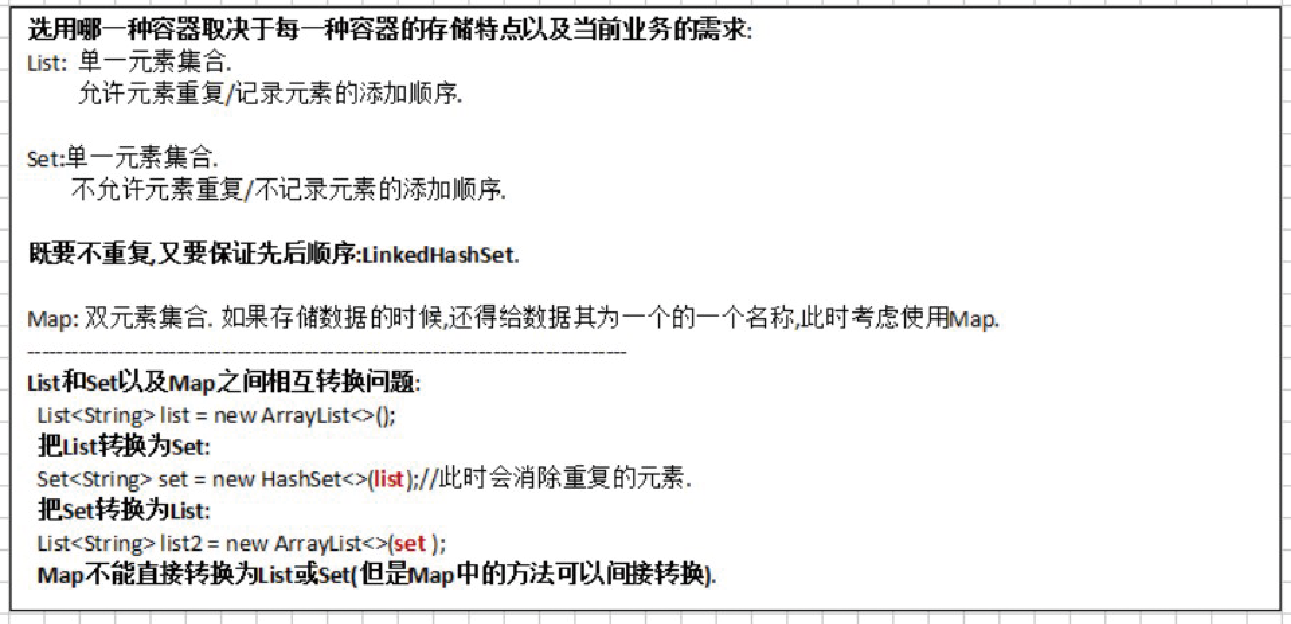 选用哪一种容器取决于每一种容器的存储特点以及当前业务的需求:
List: 单一元素集合.
允许元素重复/记录元素的添加顺序.
Set:单一元素集合.
不允许元素重复/不记录元素的添加顺序.
既要不重复,又要保证先后顺序:LinkedHashSet.
Map: 双元素集合. 如果存储数据的时候,还得给数据其为一个的一个名称,此时考虑使用Map.
--------------------------------------------------------------------------
List和Set以及Map之间相互转换问题:
List<String> list = new ArrayList<>();
把List转换为Set:
Set<String> set = new HashSet<>(list);//此时会消除重复的元素.
把Set转换为List:
List<String> list2 = new ArrayList<>(set );
Map不能直接转换为List或Set(但是Map中的方法可以间接转换).